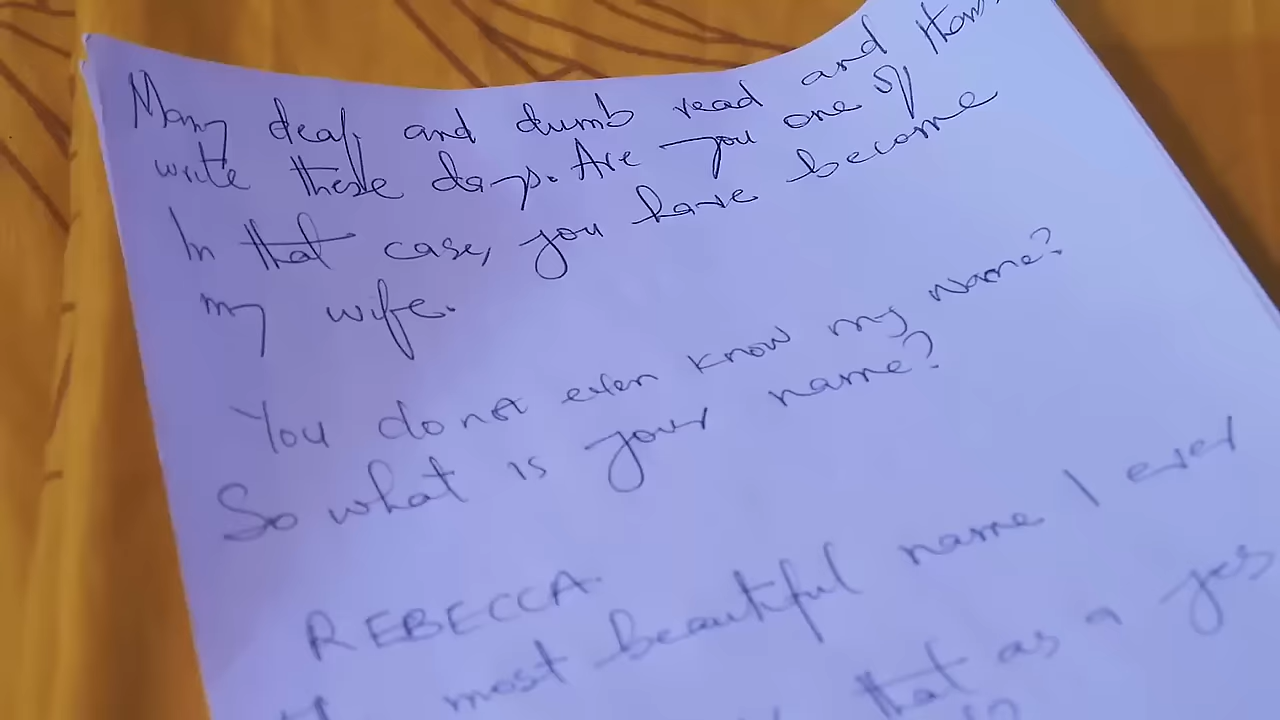 Many deaf and dumb read and
write these days. Are you one of
In that case, you have become
my wife.
You do not even know my name?
So what is your name?
REBECCA.
most beautiful name I ever
that as a yes